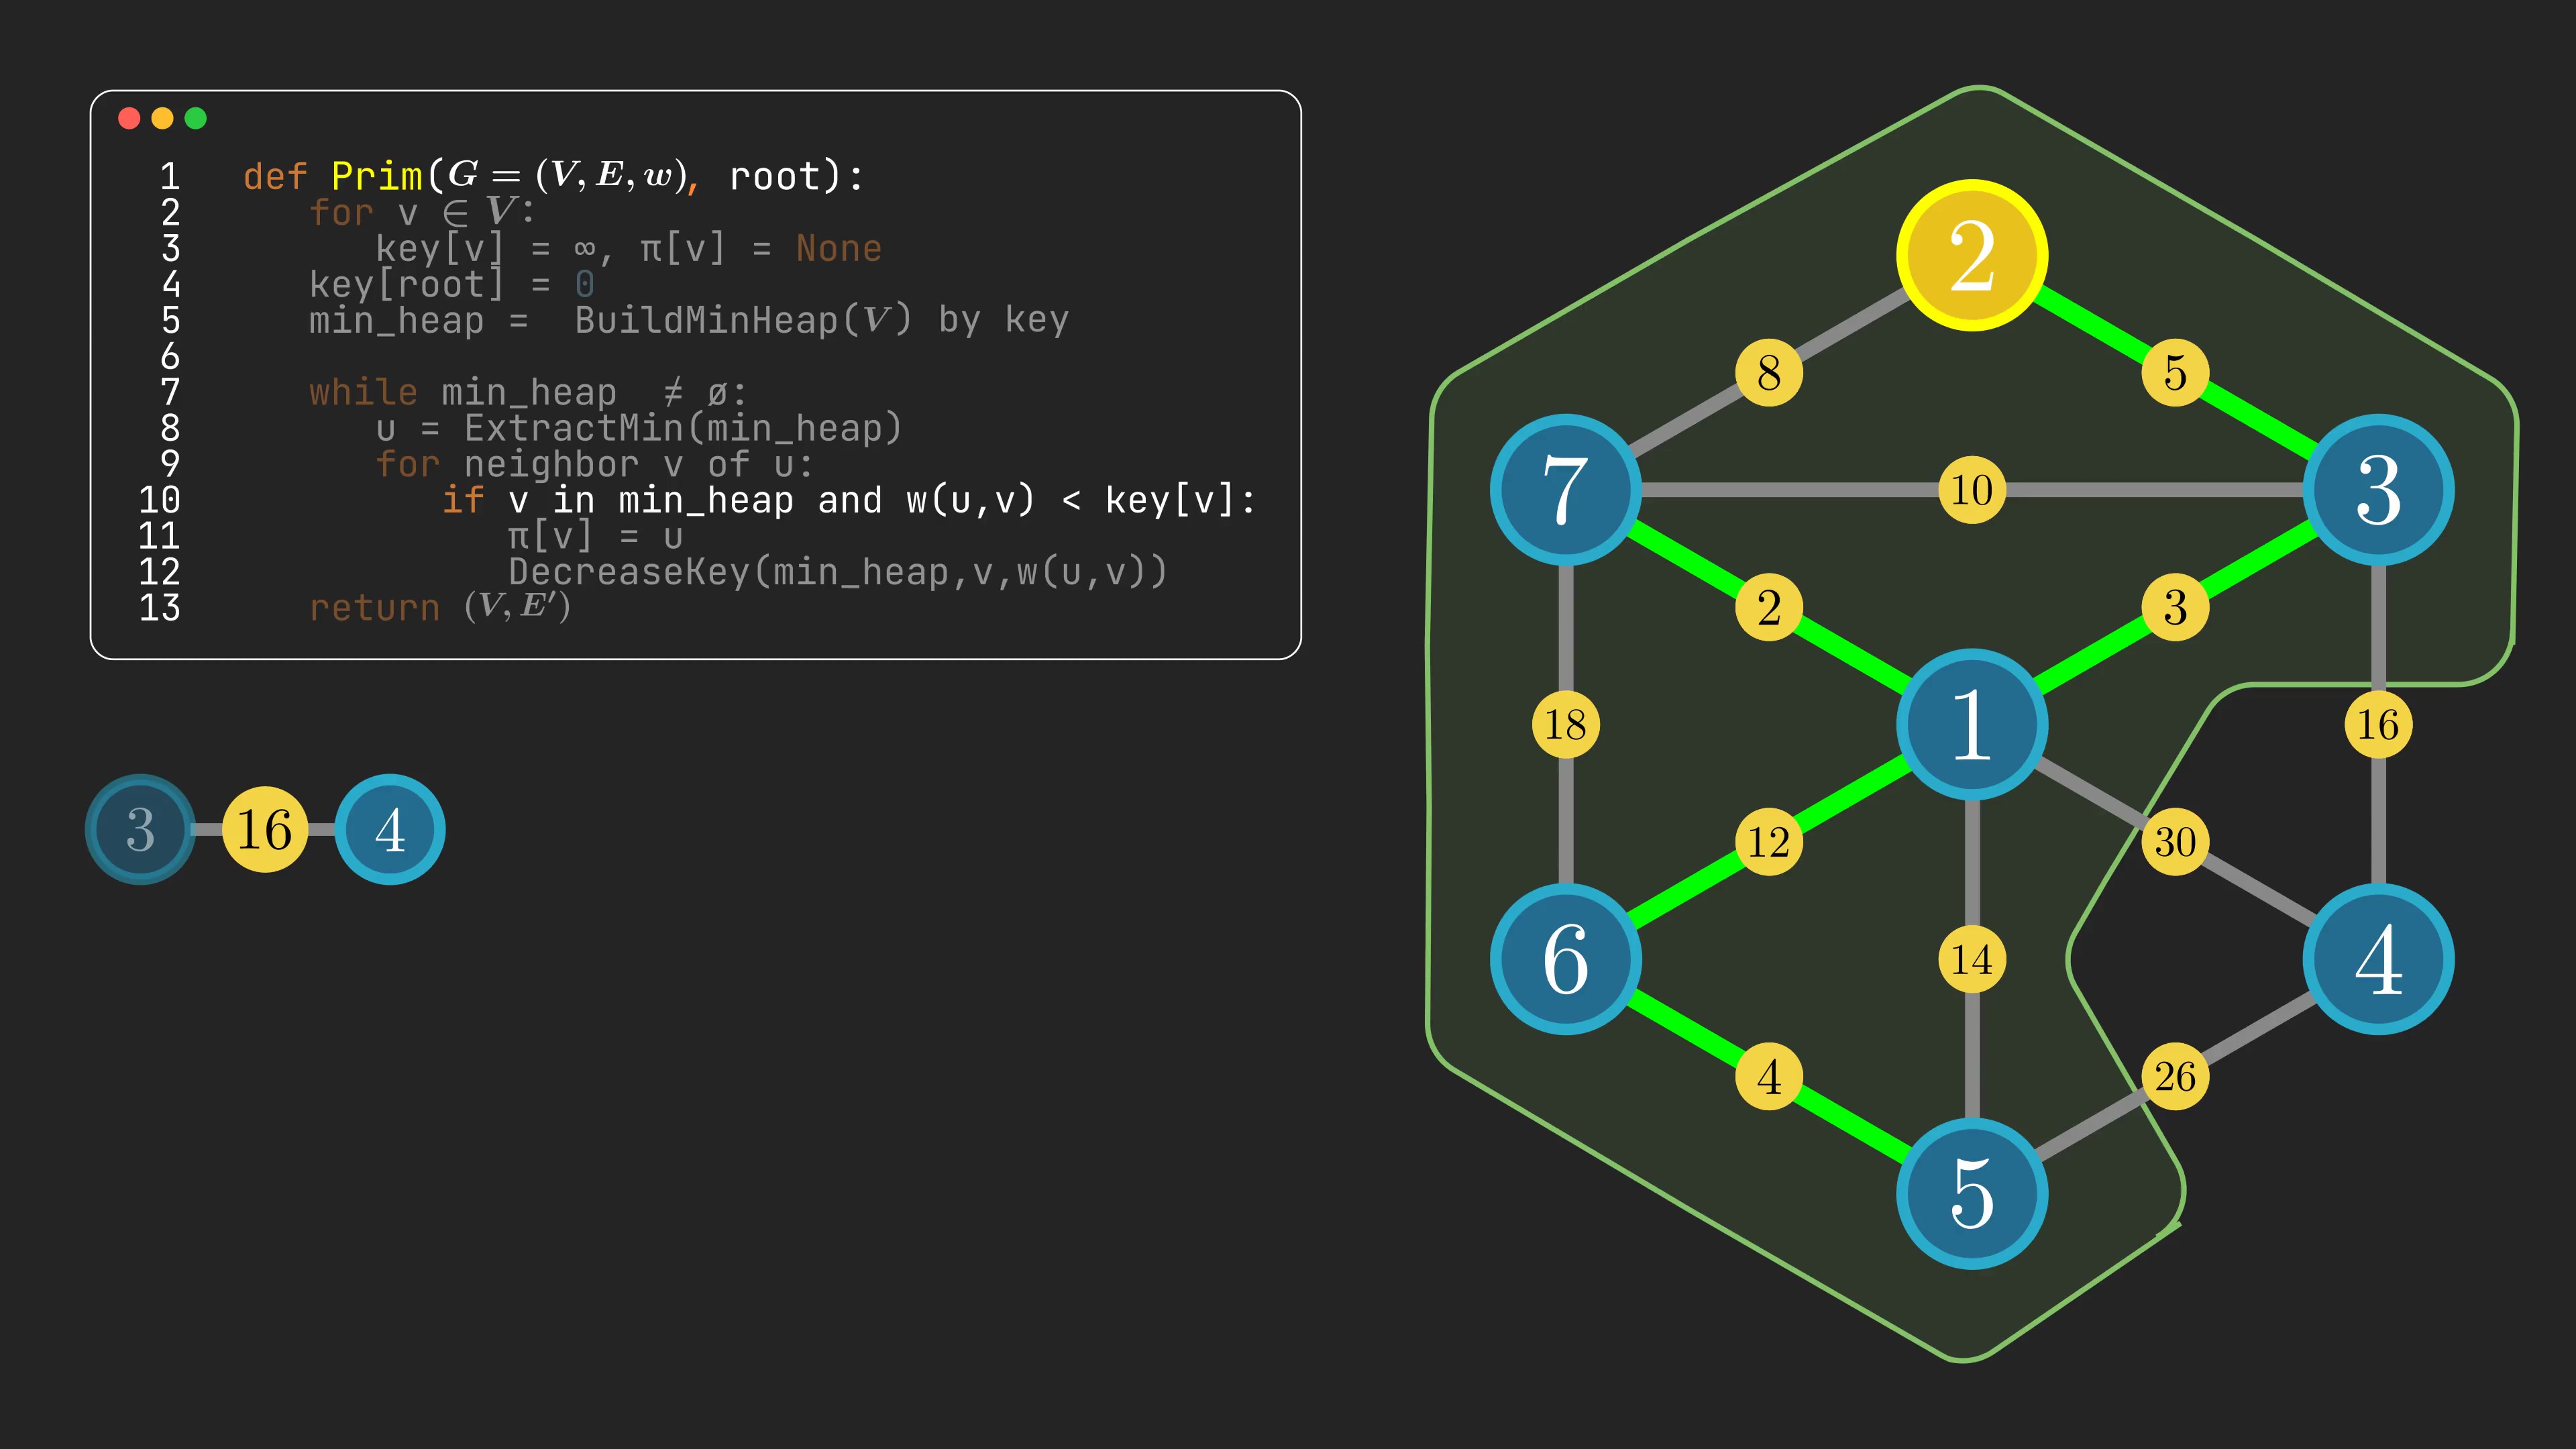 1 def Prim(G = (V, E, w), root):
2 for v ∈ V:
3 key[v] = ∞, π[v] = None
4 key[root] = 0
5 min_heap = BuildMinHeap(V) by key
6
7 while min_heap ≠ ø:
8 u = ExtractMin(min_heap)
9 for neighbor v of u:
10 if v in min_heap and w(u,v) < key[v]:
11 π[v] = u
12 DecreaseKey(min_heap,v,w(u,v))
13 return (V, E′)
3 16 4
2
8 5
7 10 3
2 3
18 1 16
12 30
6 14 4
4 26
5